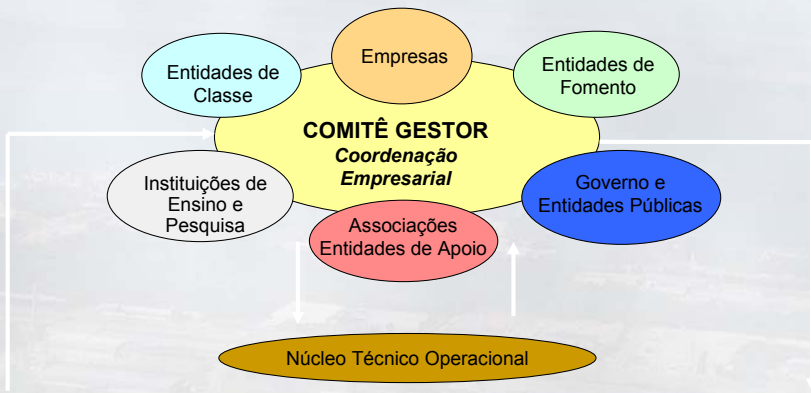 Empresas
Entidades de
Classe
Entidades de
Fomento
COMITÊ GESTOR
Coordenação
Empresarial
Instituições de
Ensino e
Pesquisa
Governo e
Entidades Públicas
Associações
Entidades de Apoio
Núcleo Técnico Operacional